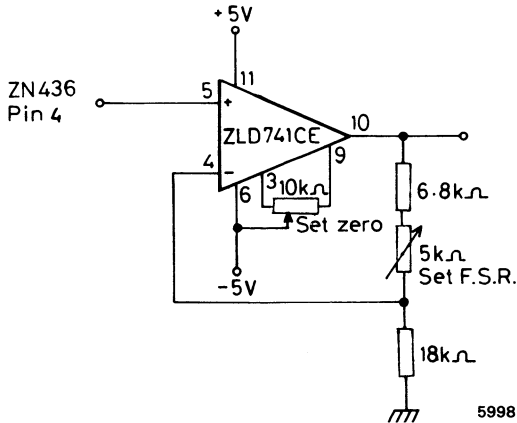 +5V
ZN436
Pin 4
5
11
+
ZLD741CE
10
9
4
-
6
3
10kΩ
Set zero
-5V
6.8kΩ
5kΩ
Set F.S.R.
18kΩ
5998